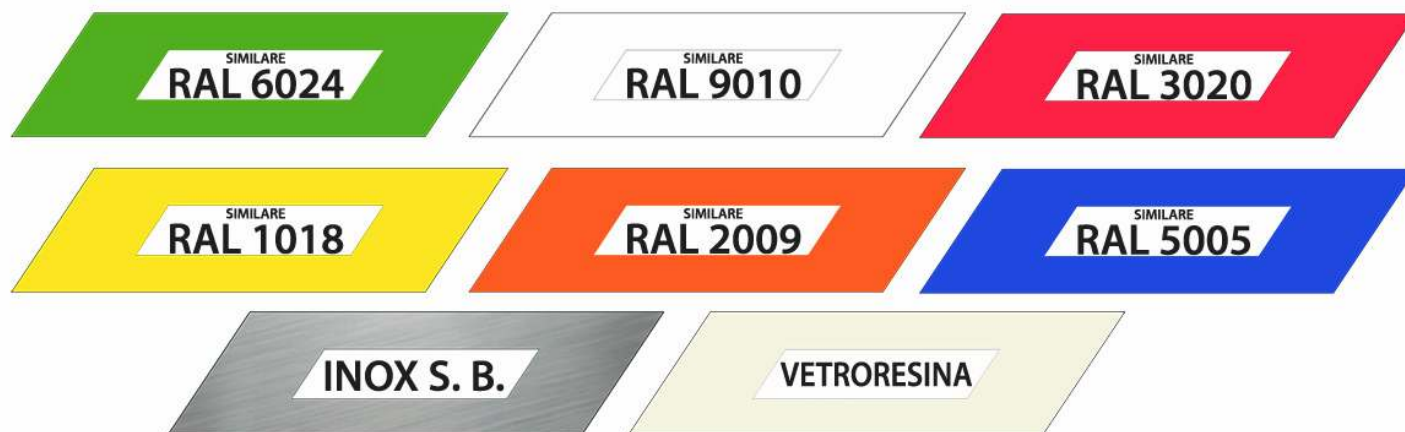 SIMILARE
RAL 6024
SIMILARE
RAL 9010
SIMILARE
RAL 3020
SIMILARE
RAL 1018
SIMILARE
RAL 2009
SIMILARE
RAL 5005
INOX S. B.
VETRORESINA